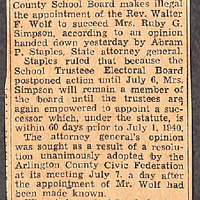 County School Board makes illegal
the appointment of the Rev. Walter
F. Wolf to succeed Mrs. Ruby G.
Simpson, according to an opinion
handed down yesterday by Abram
P. Staples, State attorney general.
Staples ruled that because the
School Trustee Electoral Board
postponed action until July 6, Mrs.
Simpson will remain a member of
the board until the trustees are
again empowered to appoint a suc-
cessor which, under the statute, is
within 60 days prior to July 1, 1940.
The attorney general's opinion
was sought as a result of a resolu-
tion unanimously adopted by the
Arlington County Civic Federation
at its meeting July 7, a day after
the appointment of Mr. Wolf had
been made known.